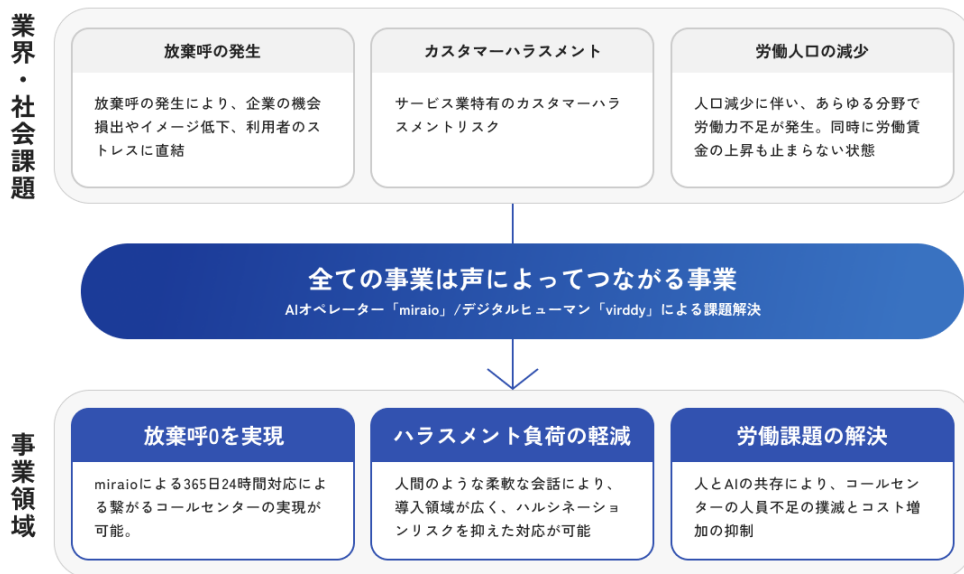 業界・社会課題
放棄呼の発生
放棄呼の発生により、企業の機会
損出やイメージ低下、利用者のス
トレスに直結
カスタマーハラスメント
サービス業特有のカスタマーハラ
スメントリスク
労働人口の減少
人口減少に伴い、あらゆる分野で
労働力不足が発生。同時に労働賃
金の上昇も止まらない状態
全ての事業は声によってつながる事業
AIオペレーター「miraio」/デジタルヒューマン「virddy」による課題解決
事業領域
放棄呼0を実現
miraioによる365日24時間対応によ
る繋がるコールセンターの実現が
可能。
ハラスメント負荷の軽減
人間のような柔軟な会話により、
導入領域が広く、ハルシネーショ
ンリスクを抑えた対応が可能
労働課題の解決
人とAIの共存により、コールセン
ターの人員不足の撲滅とコスト増
加の抑制